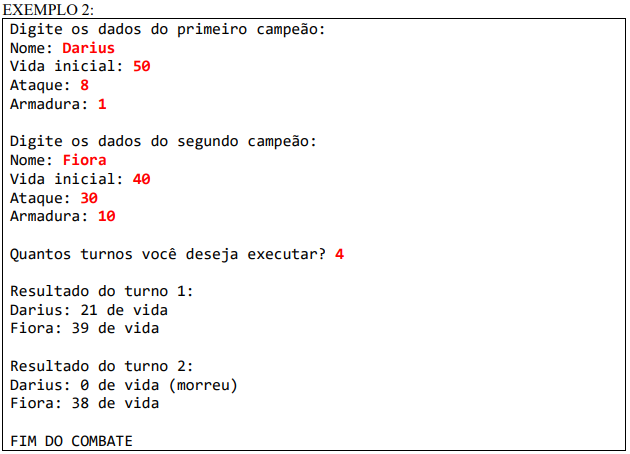 EXEMPLO 2:
Digite os dados do primeiro campeão:
Nome: Darius
Vida inicial: 50
Ataque: 8
Armadura: 1
Digite os dados do segundo campeão:
Nome: Fiora
Vida inicial: 40
Ataque: 30
Armadura: 10
Quantos turnos você deseja executar? 4
Resultado do turno 1:
Darius: 21 de vida
Fiora: 39 de vida
Resultado do turno 2:
Darius: 0 de vida (morreu)
Fiora: 38 de vida
FIM DO COMBATE